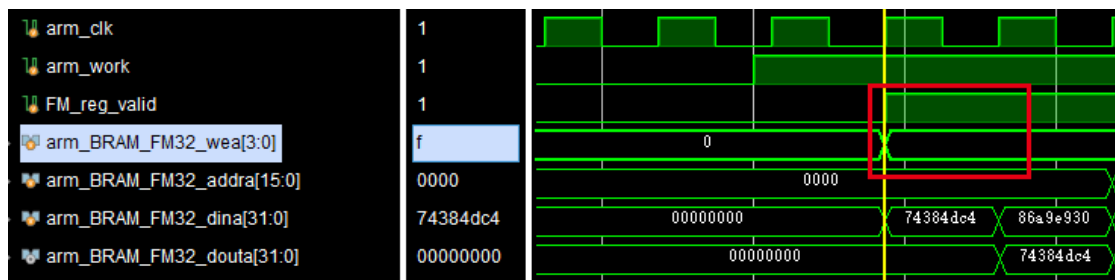 arm_clk 1
arm_work 1
FM_reg_valid 1
arm_BRAM_FM32_wea[3:0] f 0
arm_BRAM_FM32_addra[15:0] 0000 0000
arm_BRAM_FM32_dina[31:0] 74384dc4 00000000 74384dc4 86a9e930
arm_BRAM_FM32_douta[31:0] 00000000 00000000 74384dc4